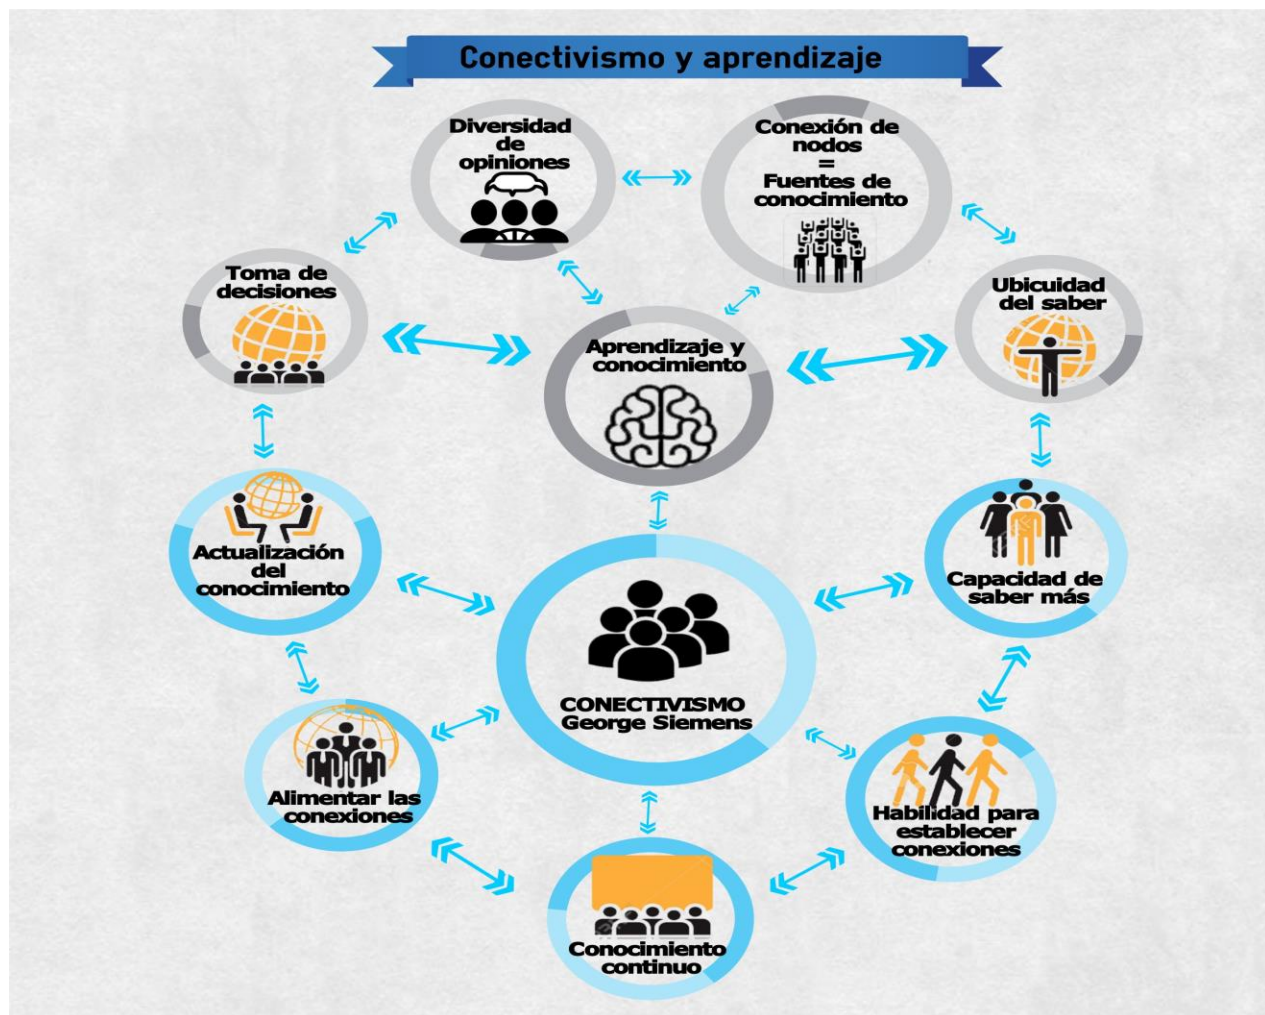 Conectivismo y aprendizaje
Diversidad
de
opiniones
Conexión de
nodos
=
Fuentes de
conocimiento
Toma de
decisiones
Ubicuidad
del saber
Aprendizaje y
conocimiento
Actualización
del
conocimiento
Capacidad de
saber más
CONECTIVISMO
George Siemens
Alimentar las
conexiones
Habilidad para
establecer
conexiones
Conocimiento
continuo